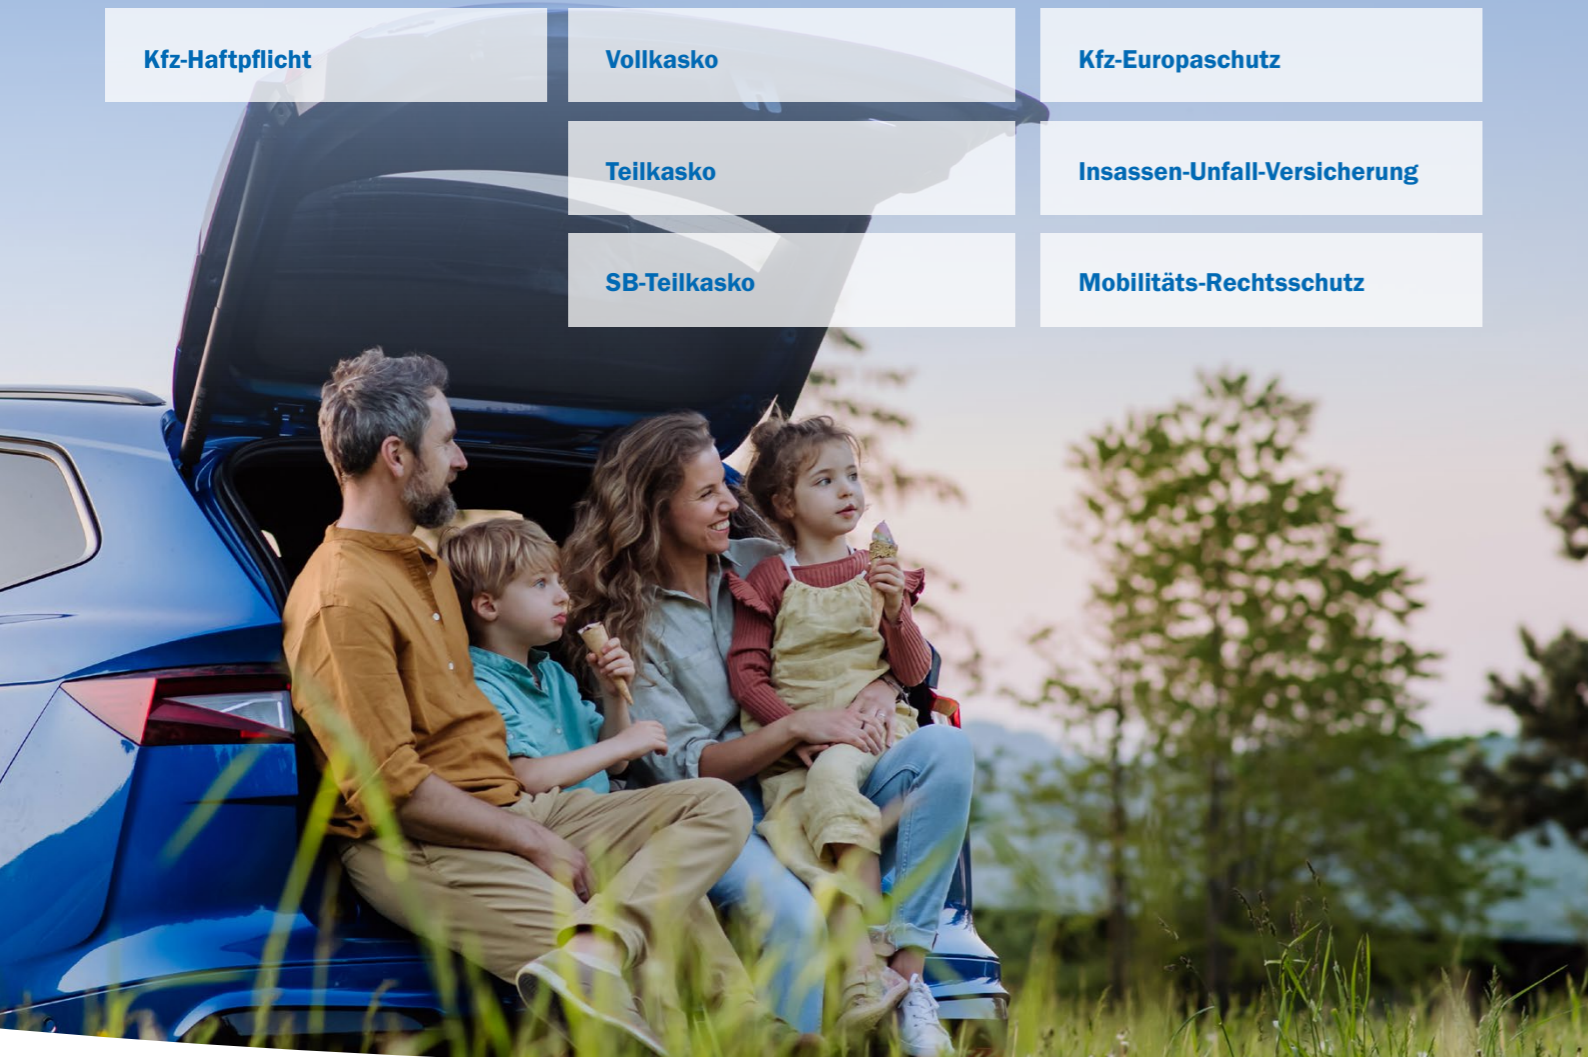 Kfz-Haftpflicht
Vollkasko
Kfz-Europaschutz
Teilkasko
Insassen-Unfall-Versicherung
SB-Teilkasko
Mobilitäts-Rechtsschutz